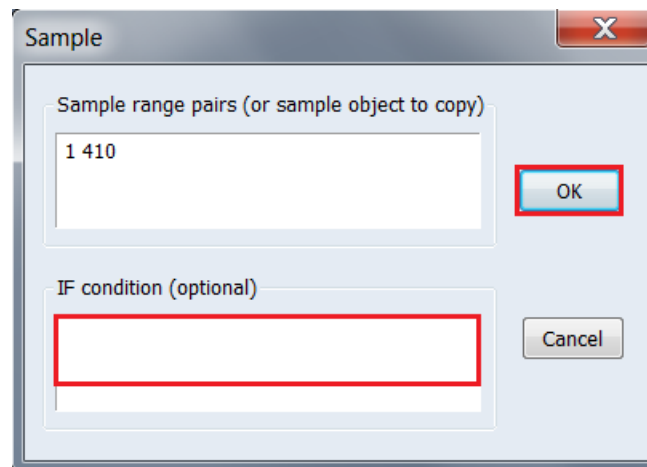 Sample
X
Sample range pairs (or sample object to copy)
1 410
OK
IF condition (optional)
Cancel